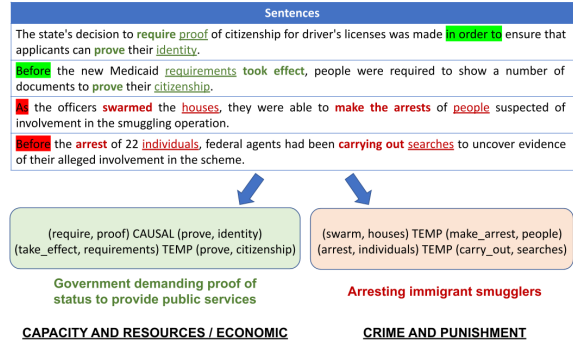 Sentences
The state's decision to require proof of citizenship for driver's licenses was made in order to ensure that
applicants can prove their identity.
Before the new Medicaid requirements took effect, people were required to show a number of
documents to prove their citizenship.
As the officers swarmed the houses, they were able to make the arrests of people suspected of
involvement in the smuggling operation.
Before the arrest of 22 individuals, federal agents had been carrying out searches to uncover evidence
of their alleged involvement in the scheme.
(require, proof) CAUSAL (prove, identity)
(take_effect, requirements) TEMP (prove, citizenship)
(swarm, houses) TEMP (make_arrest, people)
(arrest, individuals) TEMP (carry_out, searches)
Government demanding proof of
status to provide public services
Arresting immigrant smugglers
CAPACITY AND RESOURCES / ECONOMIC
CRIME AND PUNISHMENT